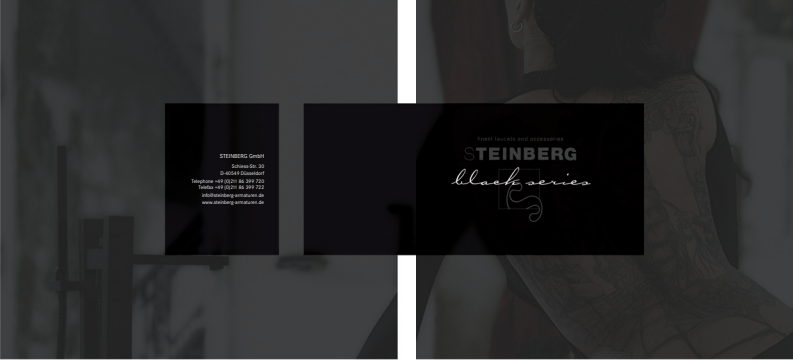 STEINBERG GmbH
Schiess-Str. 30
D-40549 Düsseldorf
Telephone +49 (0)211 86 399 720
Telefax +49 (0)211 86 399 722
info@steinberg-armaturen.de
www.steinberg-armaturen.de
finest faucets and accessories
STEINBERG
black series